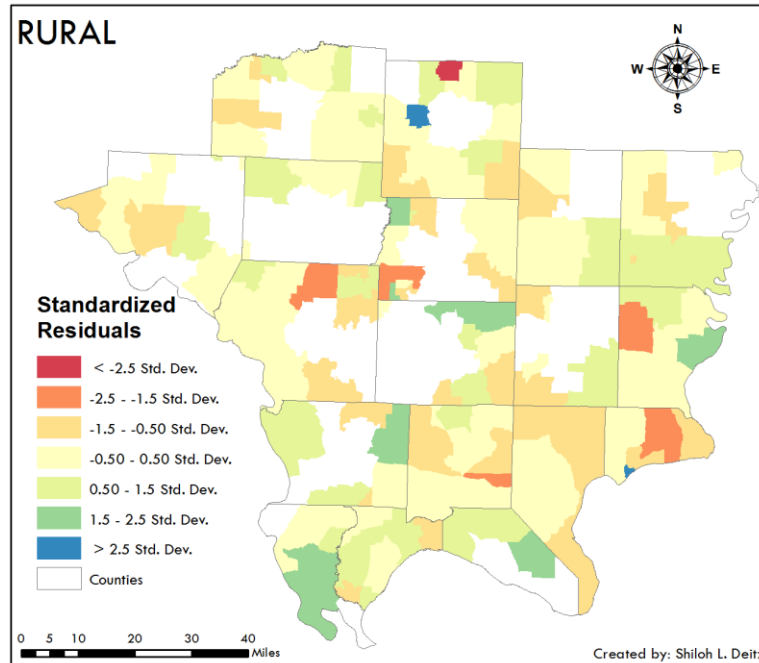 RURAL
N
W E
S
Standardized
Residuals
< -2.5 Std. Dev.
-2.5 - -1.5 Std. Dev.
-1.5 - -0.50 Std. Dev.
-0.50 - 0.50 Std. Dev.
0.50 - 1.5 Std. Dev.
1.5 - 2.5 Std. Dev.
> 2.5 Std. Dev.
Counties
0 5 10 20 30 40
Miles
Created by: Shiloh L. Deitz